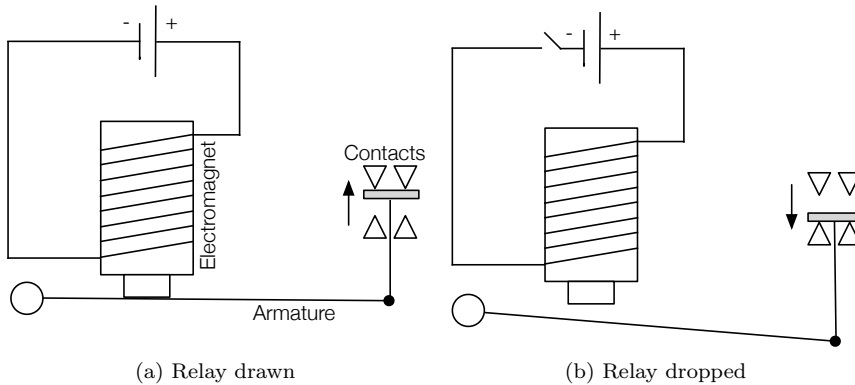 - +
Contacts
Electromagnet
Armature
(a) Relay drawn
- +
(b) Relay dropped